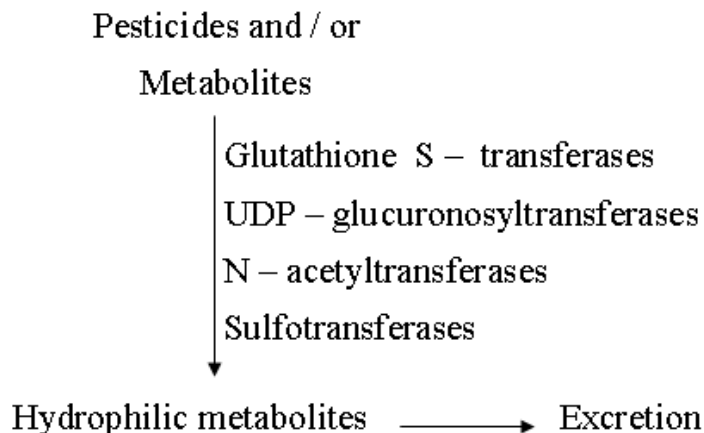 Pesticides and / or
Metabolites
Glutathione S – transferases
UDP – glucuronosyltransferases
N – acetyltransferases
Sulfotransferases
Hydrophilic metabolites
Excretion